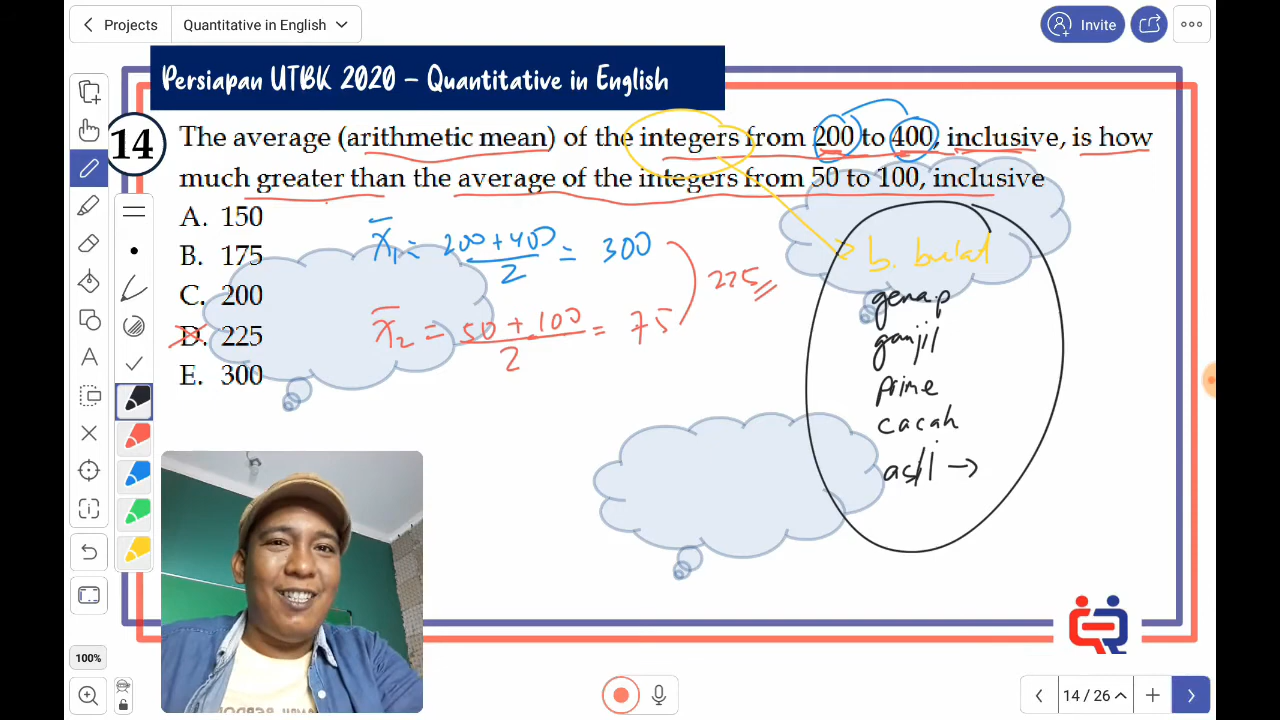 Projects
Quantitative in English
Invite
Persiapan UTBK 2020 – Quantitative in English
14
The average (arithmetic mean) of the integers from 200 to 400, inclusive, is how
much greater than the average of the integers from 50 to 100, inclusive
A. 150
B. 175
C. 200
D. 225
E. 300
x̄₁ = 200+400/2 = 300
x̄₂ = 50+100/2 = 75
225
b. bulat
genap
ganjil
prime
cacah
asli →
100%
14 / 26